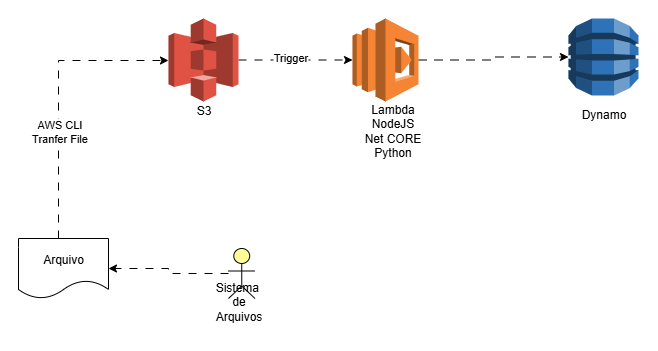 Trigger
S3
Lambda
NodeJS
Net CORE
Python
Dynamo
AWS CLI
Tranfer File
Arquivo
Sistema
de
Arquivos